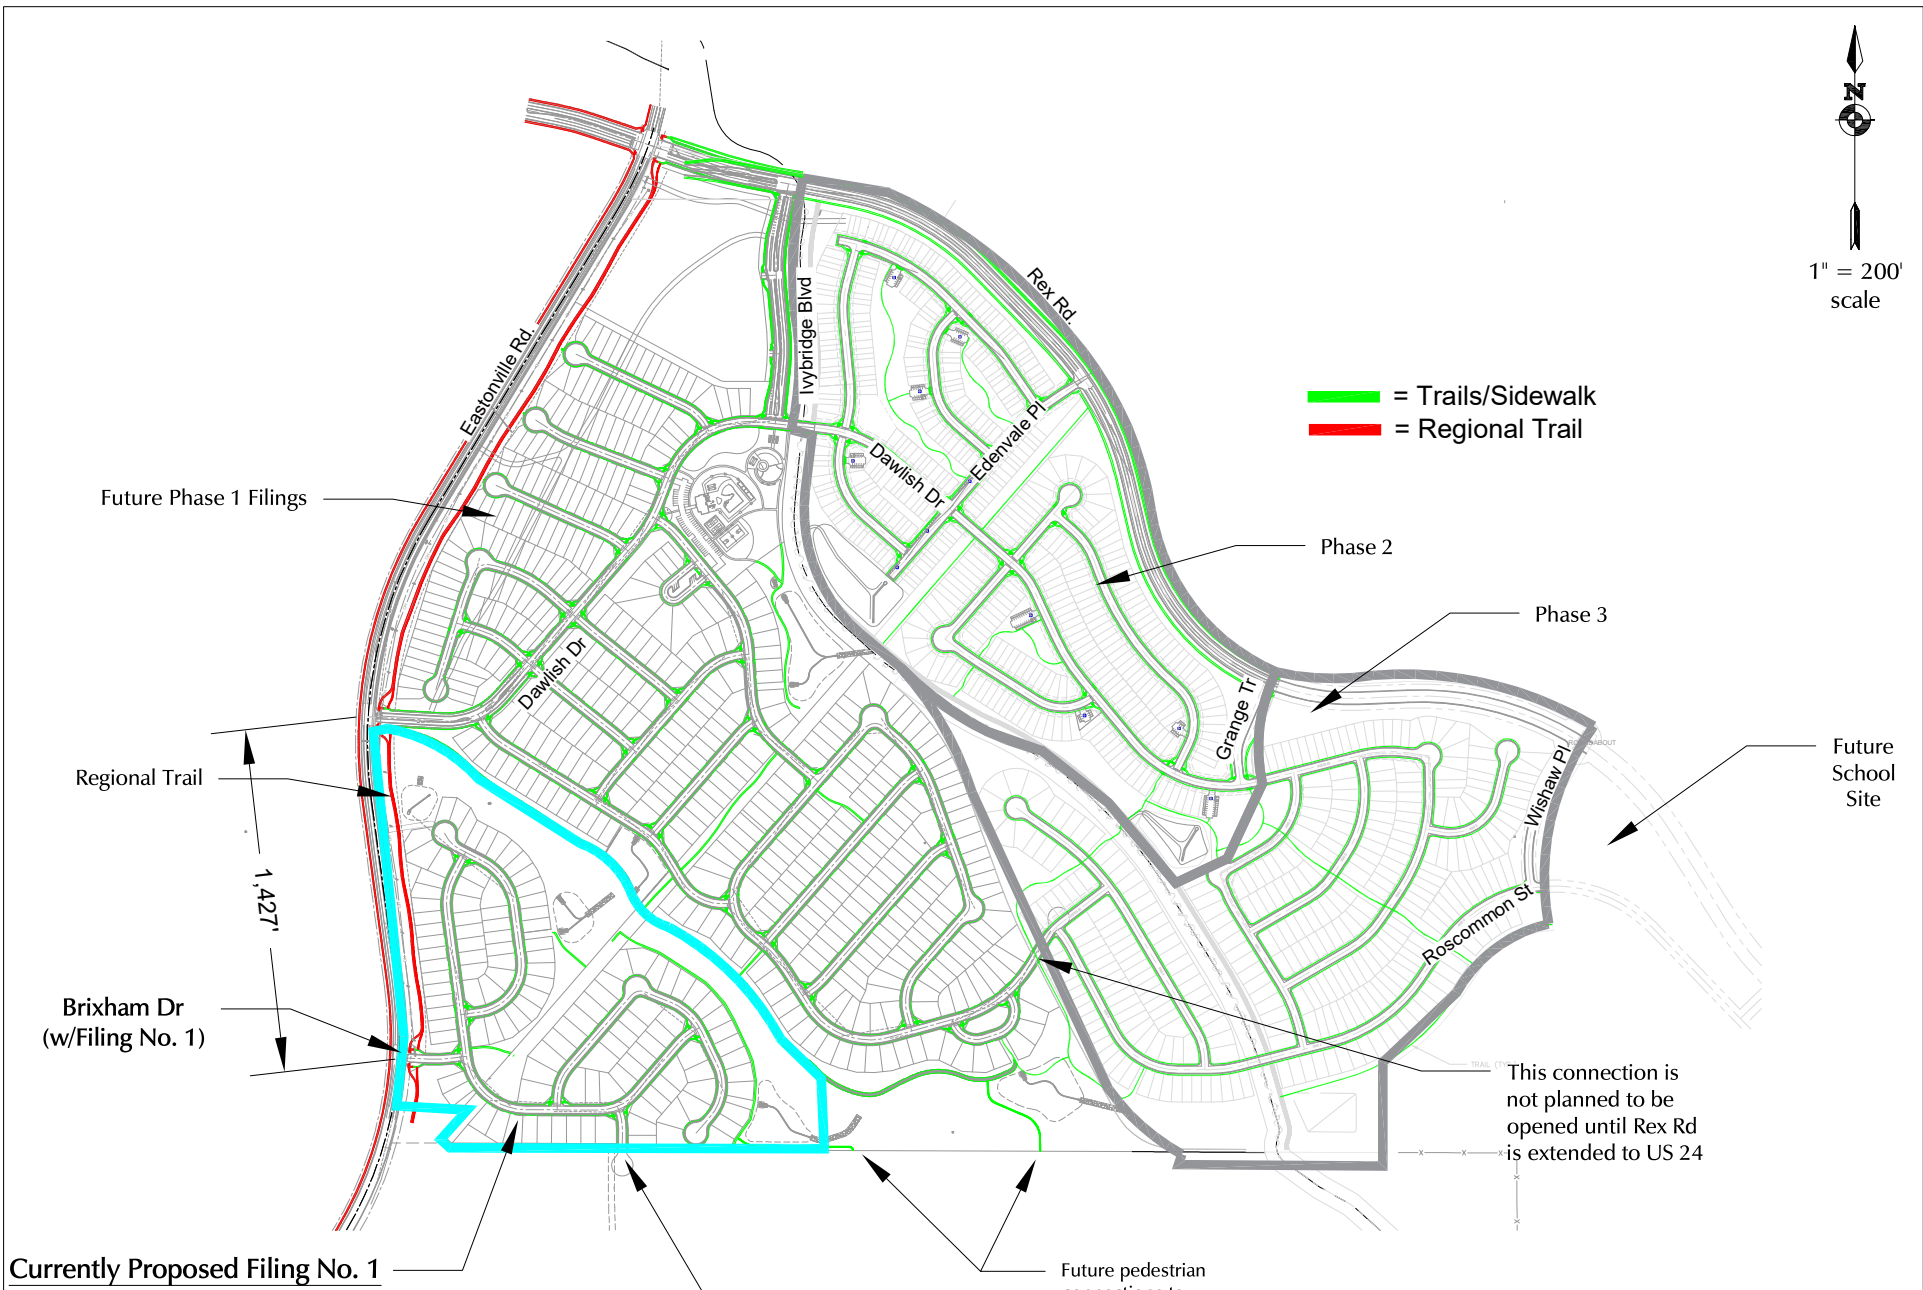 N
1" = 200'
scale
Rex Rd.
Ivybridge Blvd
Eastonville Rd.
= Trails/Sidewalk
= Regional Trail
Edenvale Pl
Dawlish Dr
Future Phase 1 Filings
Phase 2
Phase 3
Dawlish Dr
Grange Tr
Wishaw Pl
Future
School
Site
Regional Trail
1,427'
Roscommon St
Brixham Dr
(w/Filing No. 1)
TRAIL
This connection is
not planned to be
opened until Rex Rd
is extended to US 24
Currently Proposed Filing No. 1
Future pedestrian